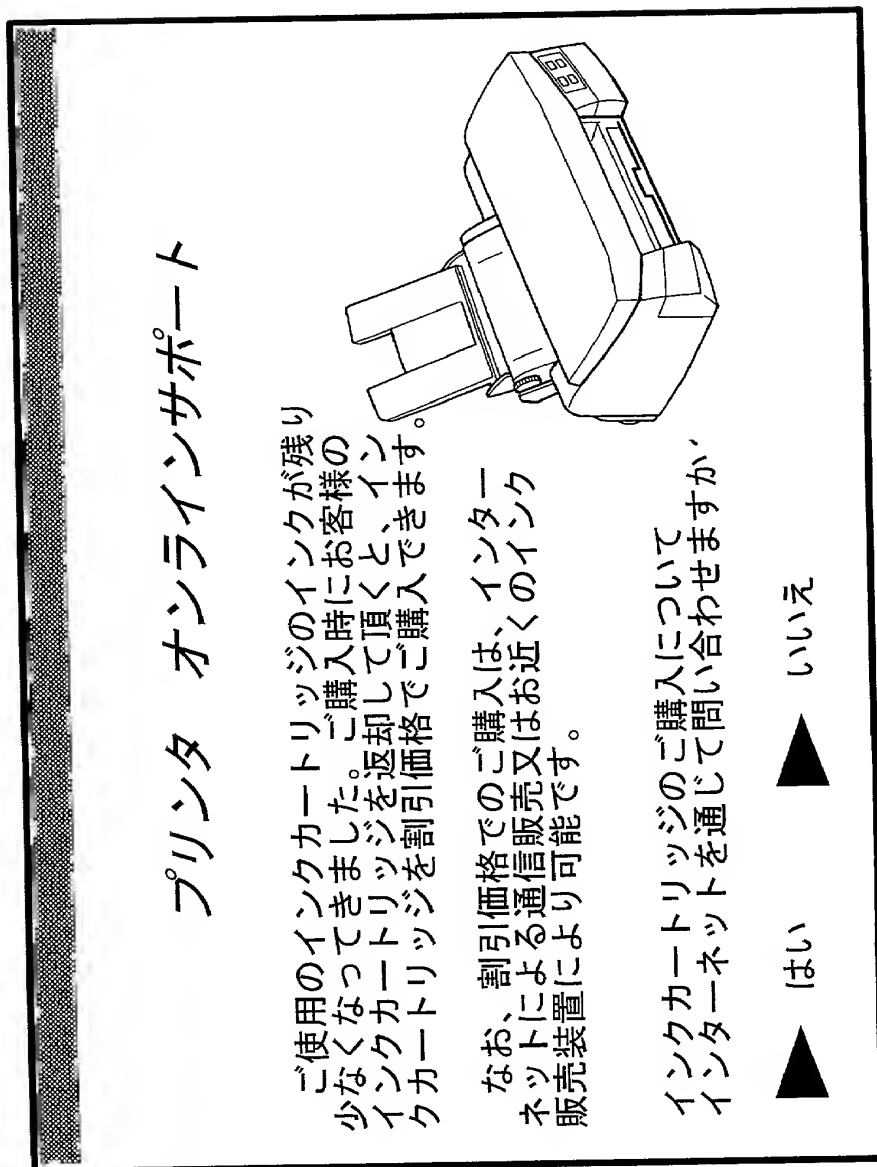 プリンタ オンラインサポート
ご使用のインクカートリッジのインクが残り
少なくなってきました。ご購入時にお客様の
インクカートリッジを返却して頂くと、イン
クカートリッジを割引価格でご購入できます。
なお、割引価格でのご購入は、インター
ネットによる通信販売又はお近くのインク
販売装置により可能です。
インクカートリッジのご購入について
インターネットを通じて問い合わせますか
はい いいえ